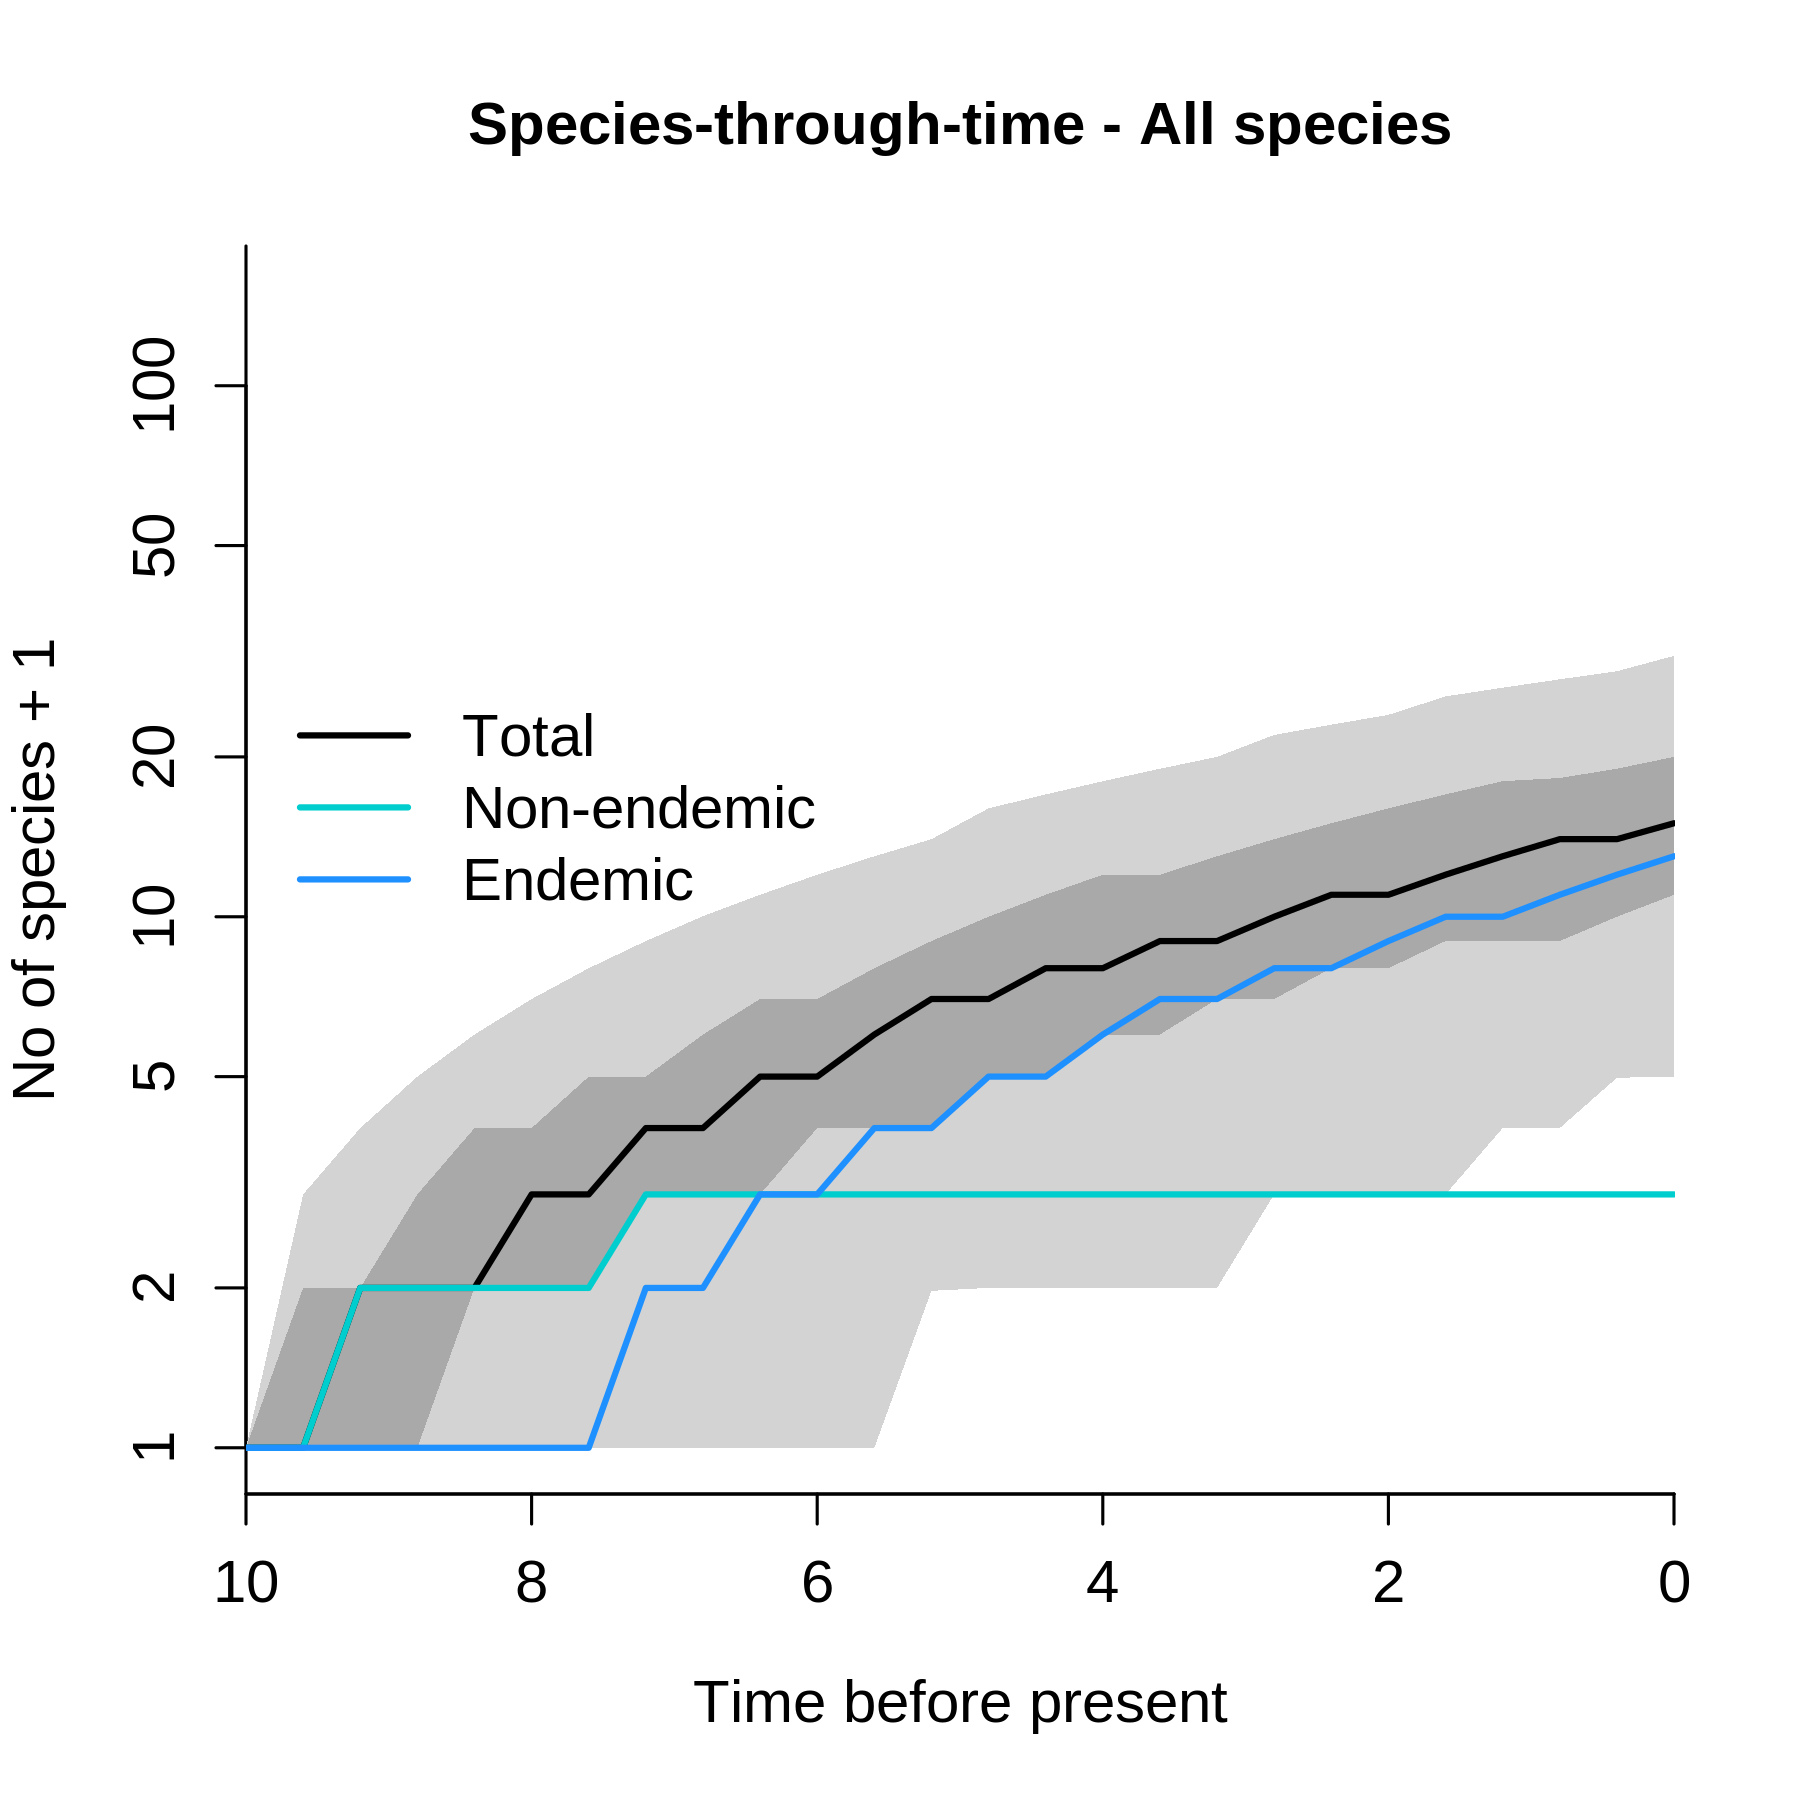 Species-through-time - All species
No of species + 1
100
50
20
10
5
2
1
Total
Non-endemic
Endemic
10 8 6 4 2 0
Time before present